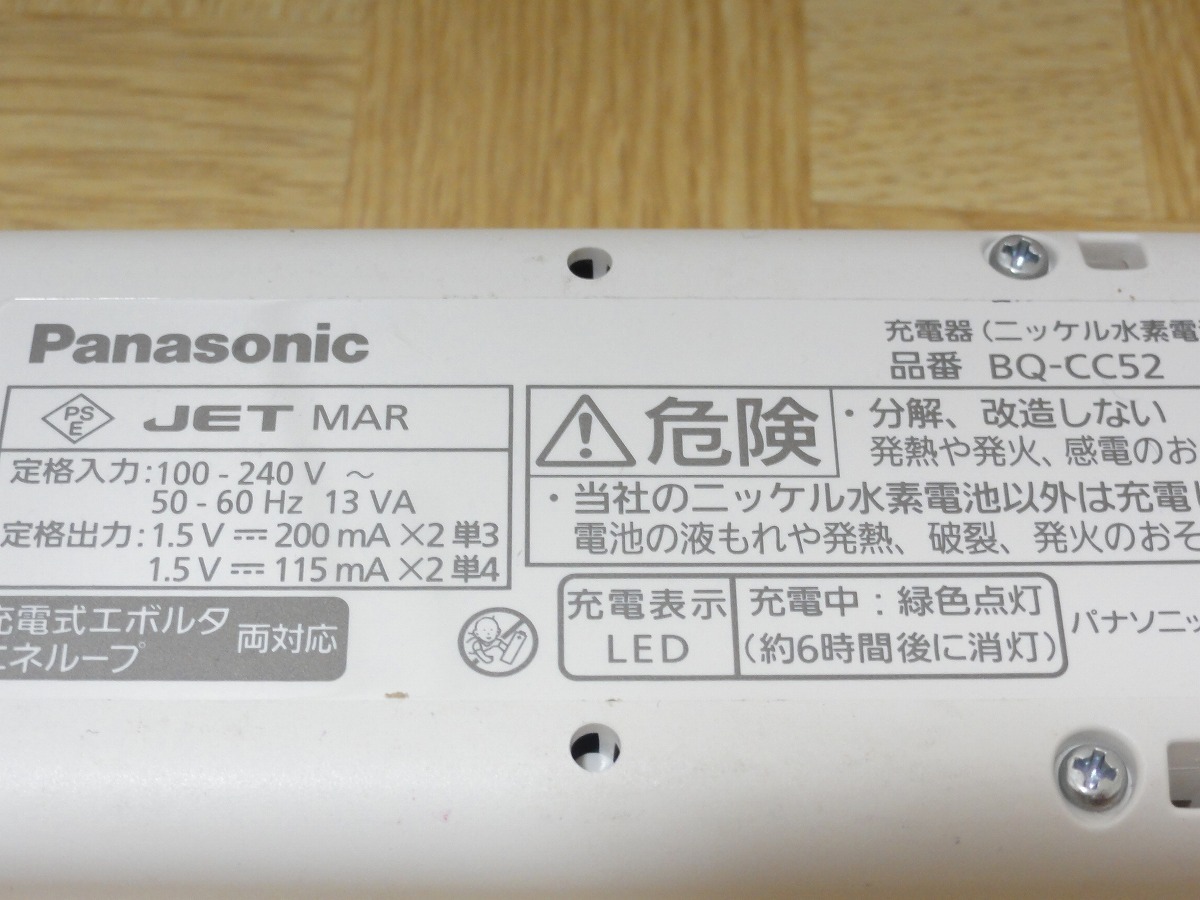 Panasonic
充電器（ニッケル水素電
品番 BQ-CC52
PS
E
JET MAR
定格入力：100 - 240 V ～
50 - 60 Hz 13 VA
定格出力：1.5 V ⎓ 200 mA ×2 単3
1.5 V ⎓ 115 mA ×2 単4
危険
・分解、改造しない
発熱や発火、感電のお
・当社のニッケル水素電池以外は充電し
電池の液もれや発熱、破裂、発火のおそ
充電式エボルタ
エネループ
両対応
充電表示
LED
充電中：緑色点灯
（約6時間後に消灯）
パナソニッ